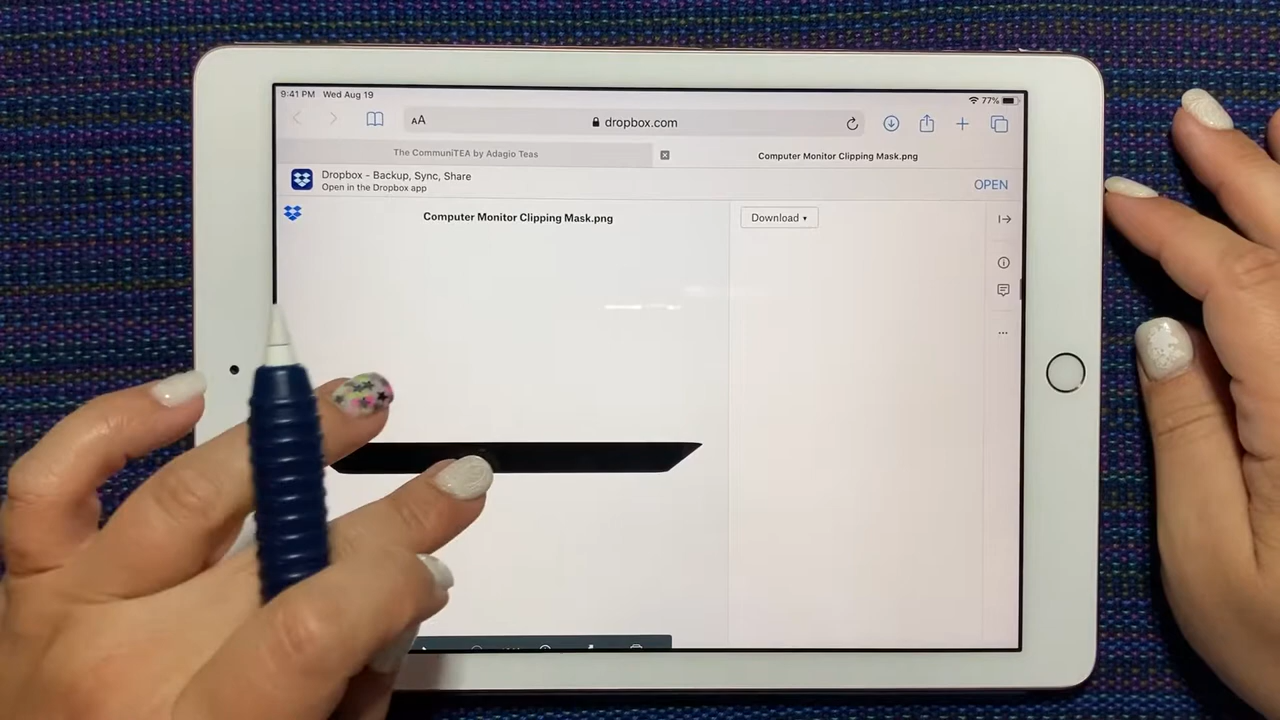 9:41 PM Wed Aug 19
77%
AA
dropbox.com
The CommuniTEA by Adagio Teas
Computer Monitor Clipping Mask.png
Dropbox - Backup, Sync, Share
Open in the Dropbox app
OPEN
Computer Monitor Clipping Mask.png
Download